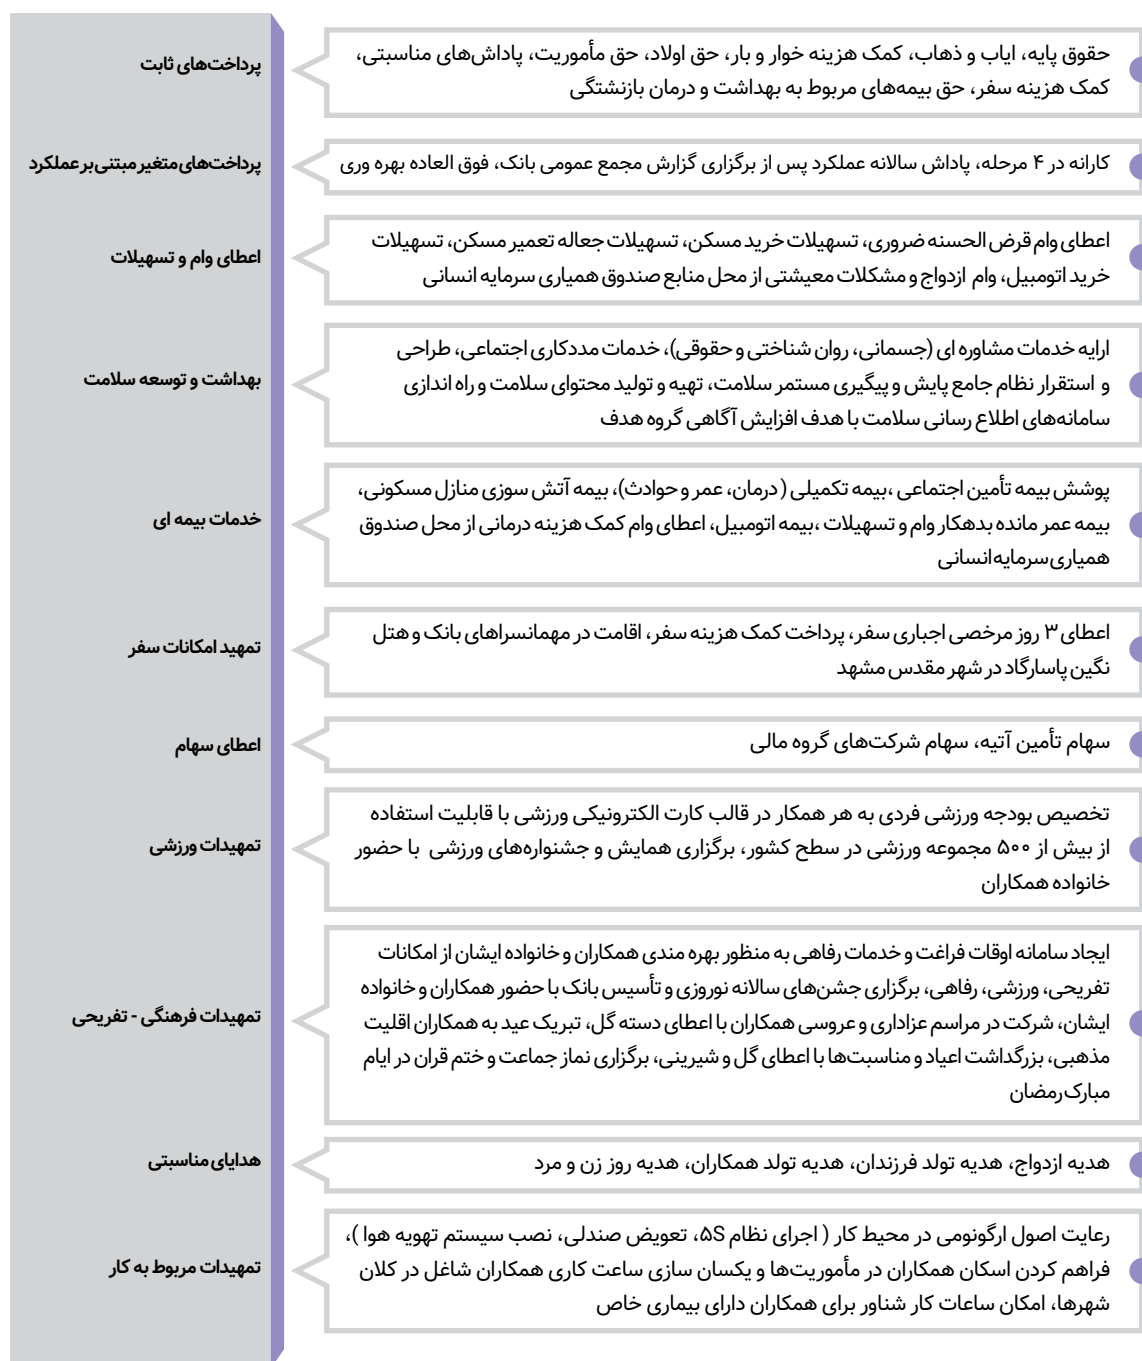 پرداخت‌های ثابت
حقوق پایه، ایاب و ذهاب، کمک هزینه خوار و بار، حق اولاد، حق مأموریت، پاداش‌های مناسبتی،
کمک هزینه سفر، حق بیمه‌های مربوط به بهداشت و درمان بازنشتگی
پرداخت‌های متغیر مبتنی بر عملکرد
کارانه در ۴ مرحله، پاداش سالانه عملکرد پس از برگزاری گزارش مجمع عمومی بانک، فوق العاده بهره وری
اعطای وام و تسهیلات
اعطای وام قرض الحسنه ضروری، تسهیلات خرید مسکن، تسهیلات جعاله تعمیر مسکن، تسهیلات
خرید اتومبیل، وام ازدواج و مشکلات معیشتی از محل منابع صندوق همیاری سرمایه انسانی
بهداشت و توسعه سلامت
ارایه خدمات مشاوره ای (جسمانی، روان شناختی و حقوقی)، خدمات مددکاری اجتماعی، طراحی
و استقرار نظام جامع پایش و پیگیری مستمر سلامت، تهیه و تولید محتوای سلامت و راه اندازی
سامانه‌های اطلاع رسانی سلامت با هدف افزایش آگاهی گروه هدف
خدمات بیمه ای
پوشش بیمه تأمین اجتماعی ،بیمه تکمیلی ( درمان، عمر و حوادث)، بیمه آتش سوزی منازل مسکونی،
بیمه عمر مانده بدهکار وام و تسهیلات ،بیمه اتومبیل، اعطای وام کمک هزینه درمانی از محل صندوق
همیاری سرمایه انسانی
تمهید امکانات سفر
اعطای ۳ روز مرخصی اجباری سفر، پرداخت کمک هزینه سفر، اقامت در مهمانسراهای بانک و هتل
نگین پاسارگاد در شهر مقدس مشهد
اعطای سهام
سهام تأمین آتیه، سهام شرکت‌های گروه مالی
تمهیدات ورزشی
تخصیص بودجه ورزشی فردی به هر همکار در قالب کارت الکترونیکی ورزشی با قابلیت استفاده
از بیش از ۵۰۰ مجموعه ورزشی در سطح کشور، برگزاری همایش و جشنواره‌های ورزشی با حضور
خانواده همکاران
تمهیدات فرهنگی - تفریحی
ایجاد سامانه اوقات فراغت و خدمات رفاهی به منظور بهره مندی همکاران و خانواده ایشان از امکانات
تفریحی، ورزشی، رفاهی، برگزاری جشن‌های سالانه نوروزی و تأسیس بانک با حضور همکاران و خانواده
ایشان، شرکت در مراسم عزاداری و عروسی همکاران با اعطای دسته گل، تبریک عید به همکاران اقلیت
مذهبی، بزرگداشت اعیاد و مناسبت‌ها با اعطای گل و شیرینی، برگزاری نماز جماعت و ختم قران در ایام
مبارک رمضان
هدایای مناسبتی
هدیه ازدواج، هدیه تولد فرزندان، هدیه تولد همکاران، هدیه روز زن و مرد
تمهیدات مربوط به کار
رعایت اصول ارگونومی در محیط کار ( اجرای نظام ۵S، تعویض صندلی، نصب سیستم تهویه هوا )،
فراهم کردن اسکان همکاران در مأموریت‌ها و یکسان سازی ساعت کاری همکاران شاغل در کلان
شهرها، امکان ساعات کار شناور برای همکاران دارای بیماری خاص